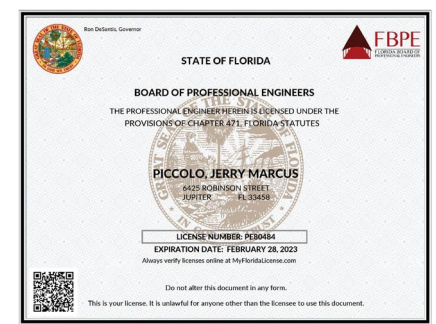 Ron DeSantis, Governor
FBPE
FLORIDA BOARD OF
PROFESSIONAL ENGINEERS
STATE OF FLORIDA
BOARD OF PROFESSIONAL ENGINEERS
THE PROFESSIONAL ENGINEER HEREIN IS LICENSED UNDER THE
PROVISIONS OF CHAPTER 471, FLORIDA STATUTES
PICCOLO, JERRY MARCUS
6425 ROBINSON STREET
JUPITER FL 33458
LICENSE NUMBER: PE80484
EXPIRATION DATE: FEBRUARY 28, 2023
Always verify licenses online at MyFloridaLicense.com
Do not alter this document in any form.
This is your license. It is unlawful for anyone other than the licensee to use this document.